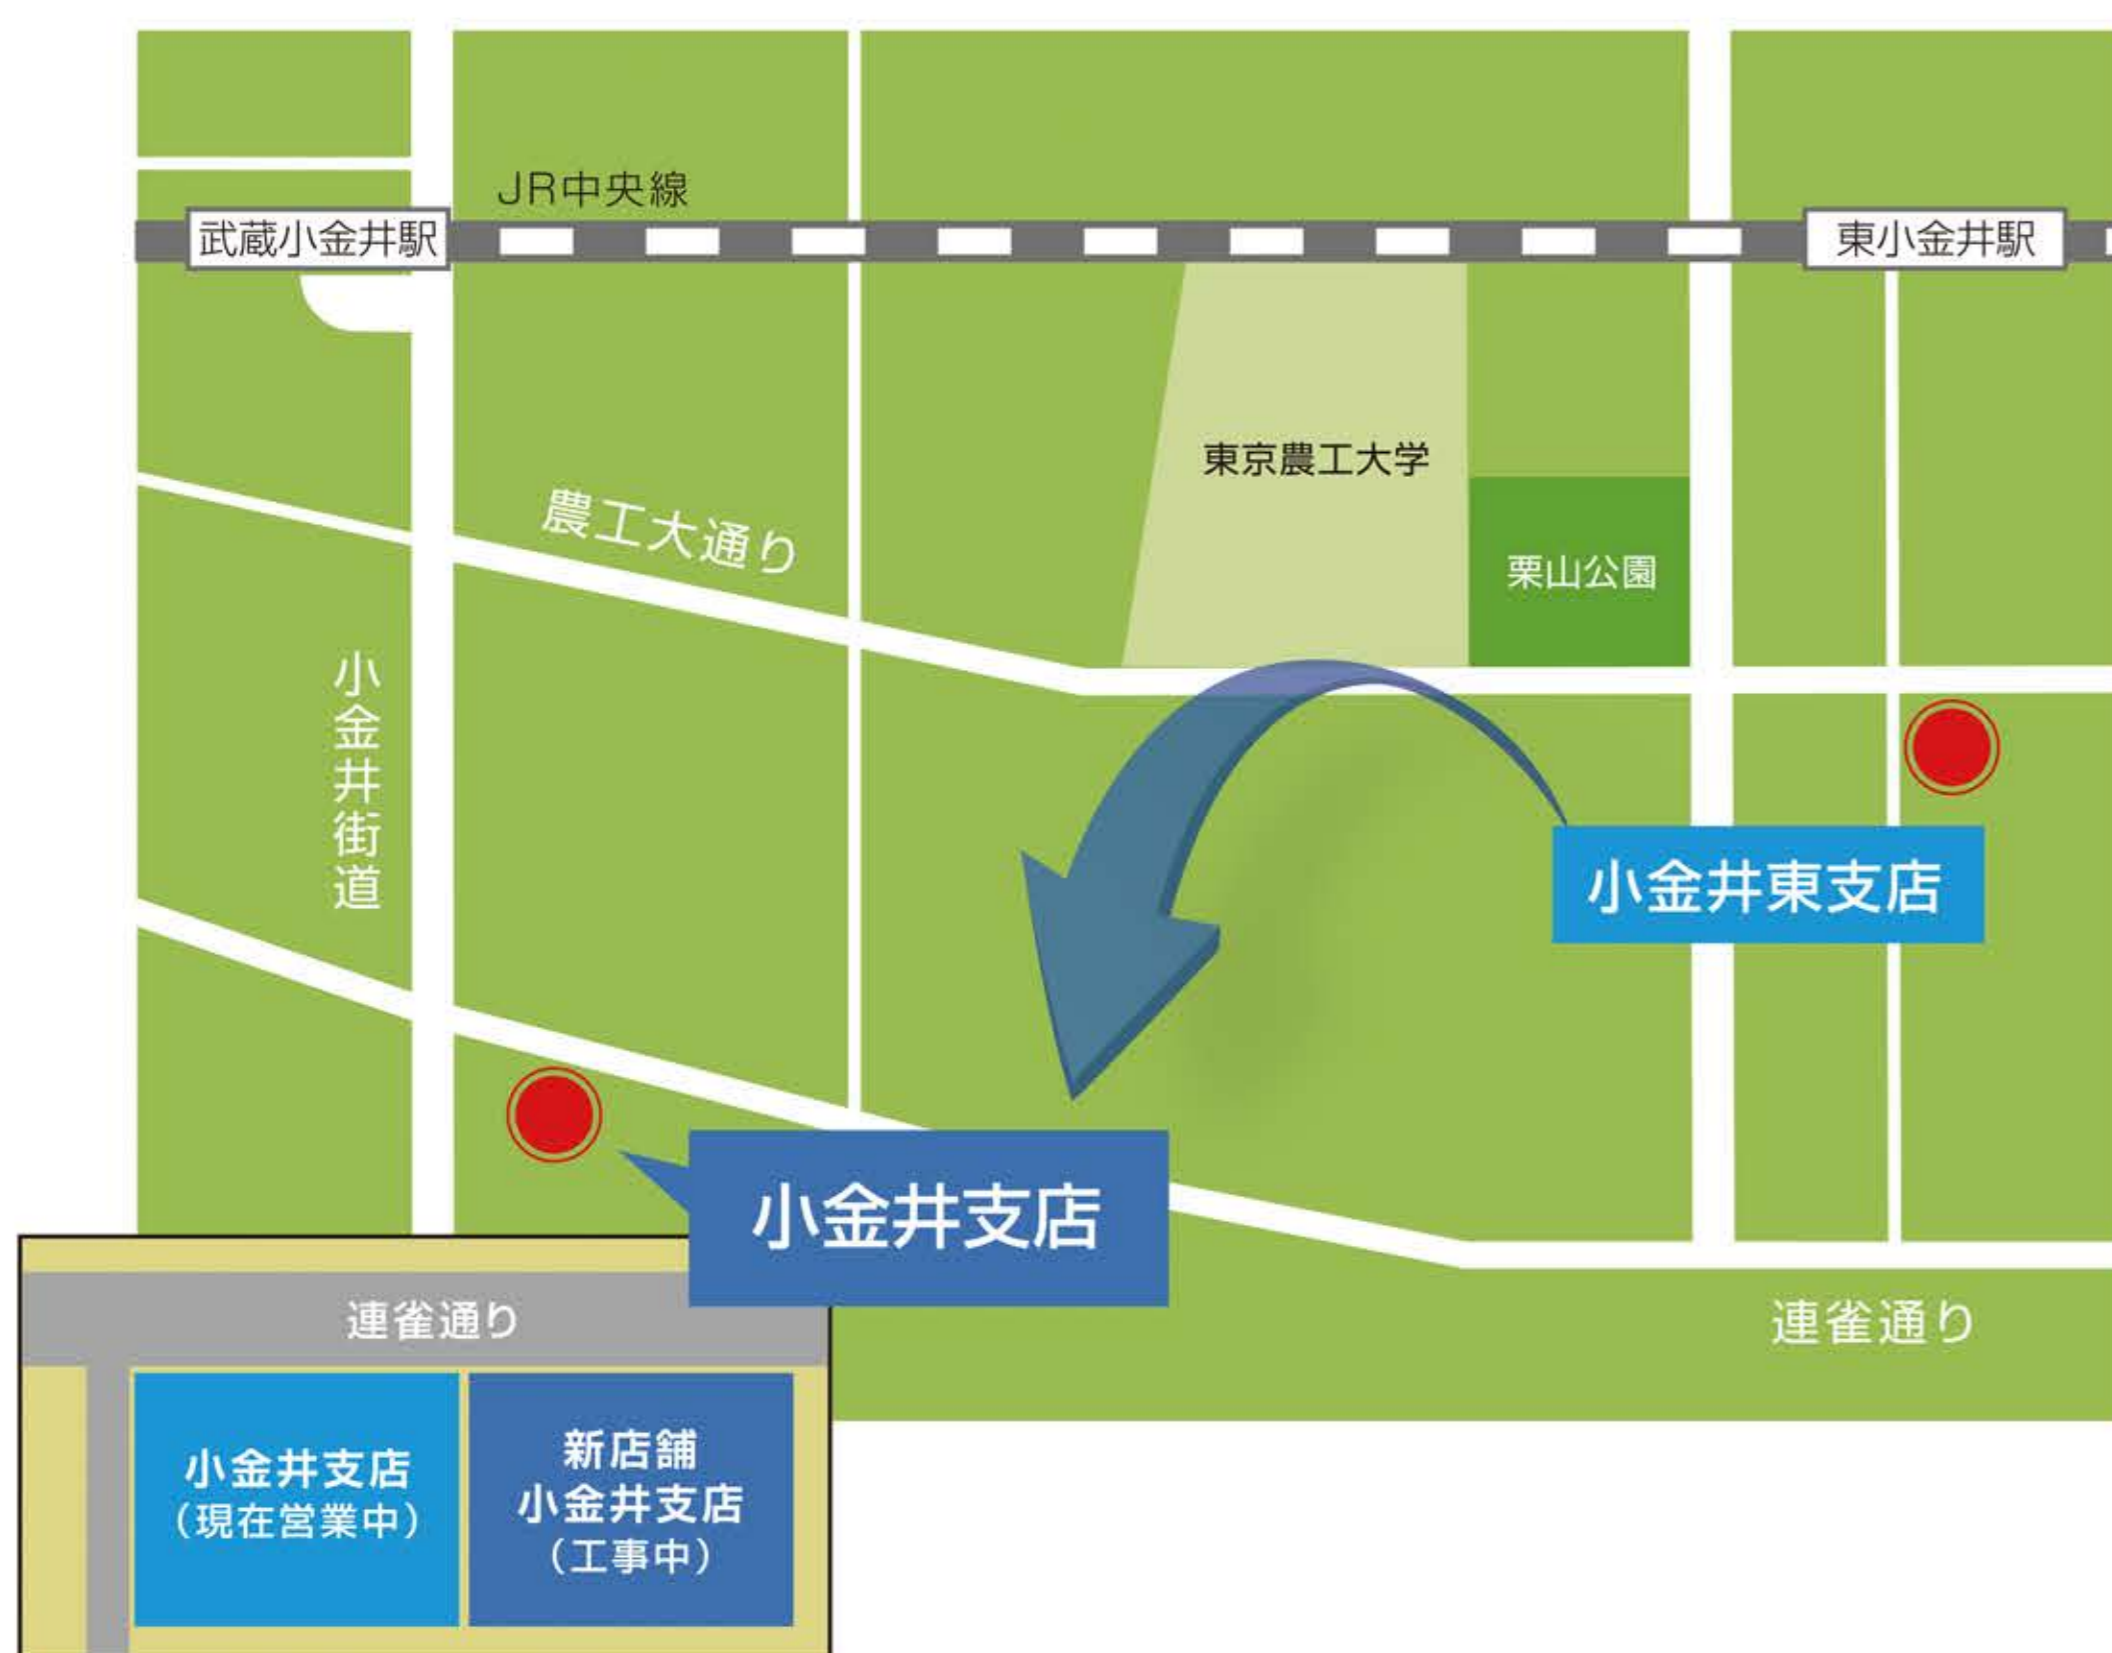 JR中央線
武蔵小金井駅
東小金井駅
東京農工大学
農工大通り
栗山公園
小金井街道
小金井東支店
小金井支店
連雀通り
連雀通り
小金井支店
（現在営業中）
新店舗
小金井支店
（工事中）